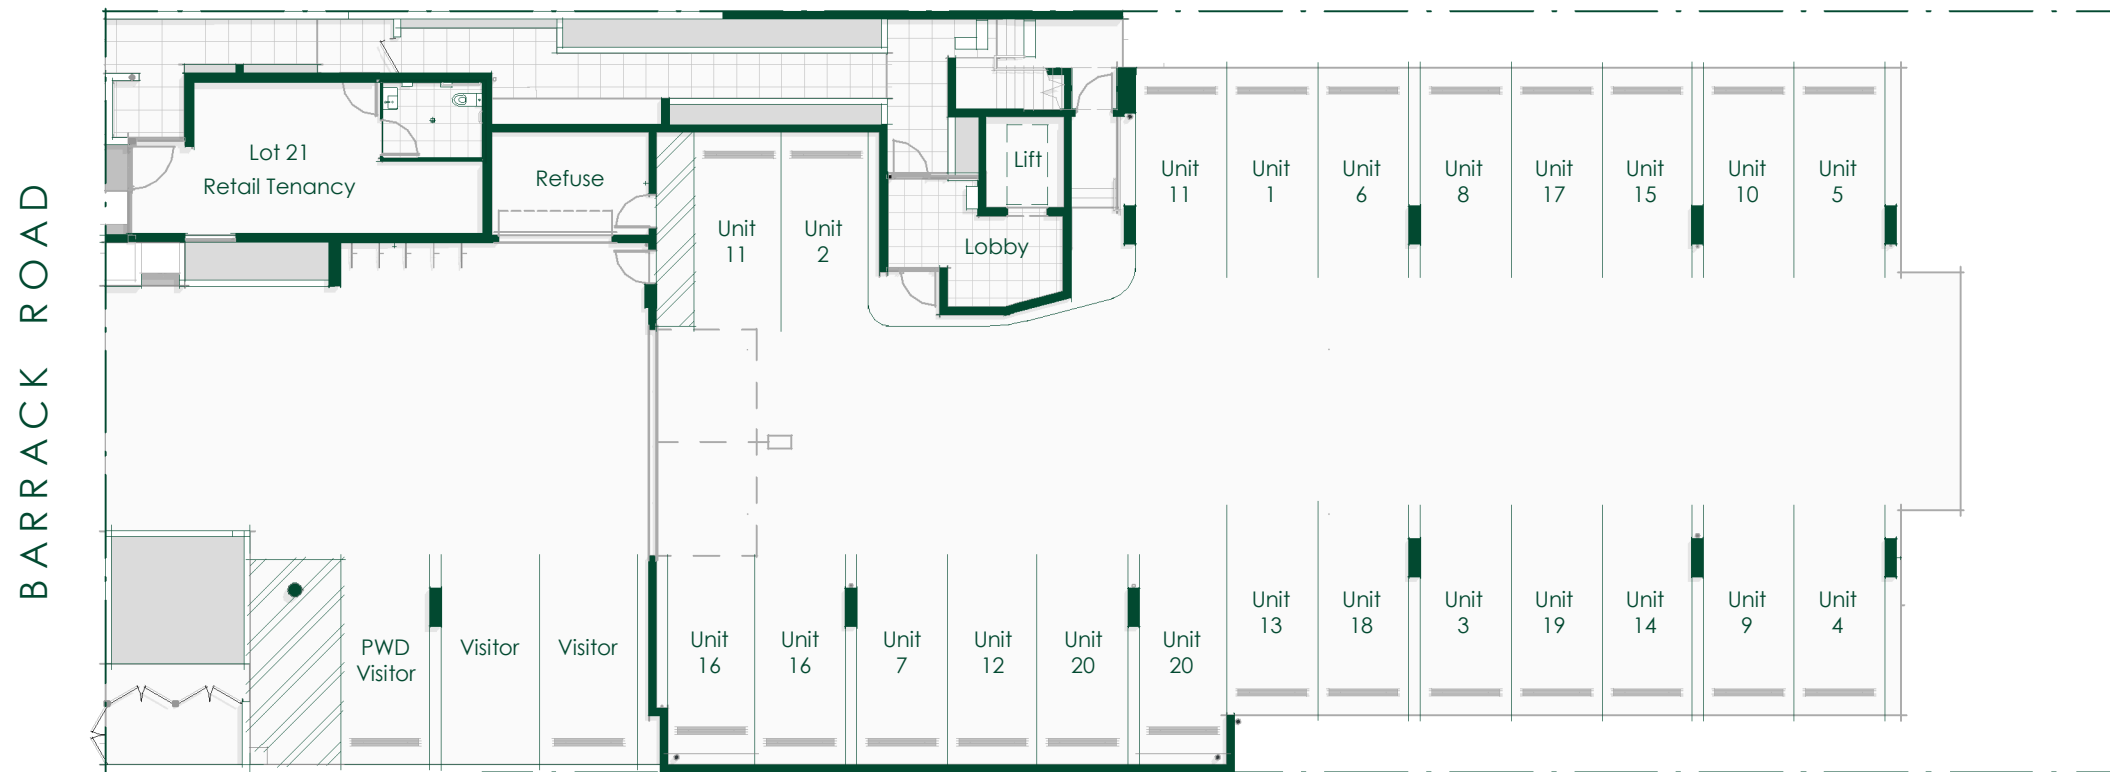 BARRACK ROAD
Lot 21
Retail Tenancy
Refuse
Unit
11
Unit
2
Lift
Lobby
Unit
11
Unit
1
Unit
6
Unit
8
Unit
17
Unit
15
Unit
10
Unit
5
PWD
Visitor
Visitor
Visitor
Unit
16
Unit
16
Unit
7
Unit
12
Unit
20
Unit
20
Unit
13
Unit
18
Unit
3
Unit
19
Unit
14
Unit
9
Unit
4